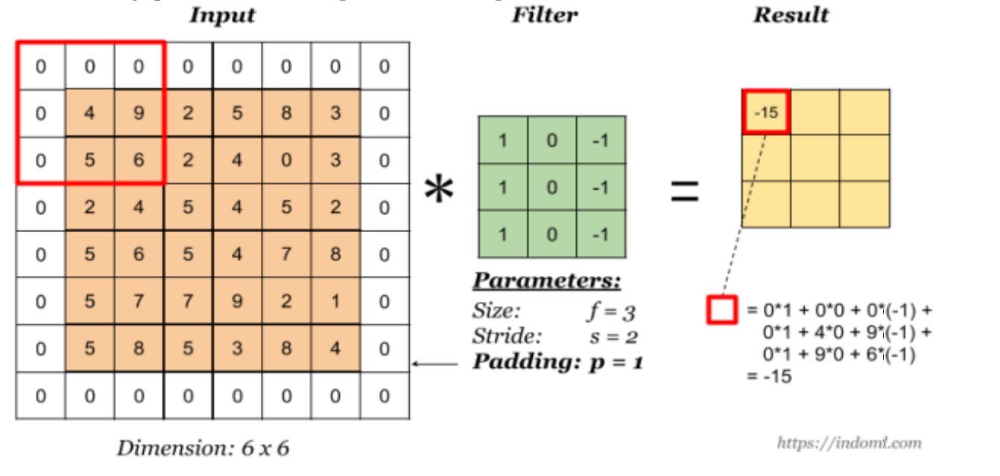 Input Filter Result
0 0 0 0 0 0 0 0
0 4 9 2 5 8 3 0
0 5 6 2 4 0 3 0
0 2 4 5 4 5 2 0
0 5 6 5 4 7 8 0
0 5 7 7 9 2 1 0
0 5 8 5 3 8 4 0
0 0 0 0 0 0 0 0
Dimension: 6 x 6
*
1 0 -1
1 0 -1
1 0 -1
Parameters:
Size: f = 3
Stride: s = 2
Padding: p = 1
=
-15
= 0*1 + 0*0 + 0*(-1) +
0*1 + 4*0 + 9*(-1) +
0*1 + 9*0 + 6*(-1)
= -15
https://indoml.com